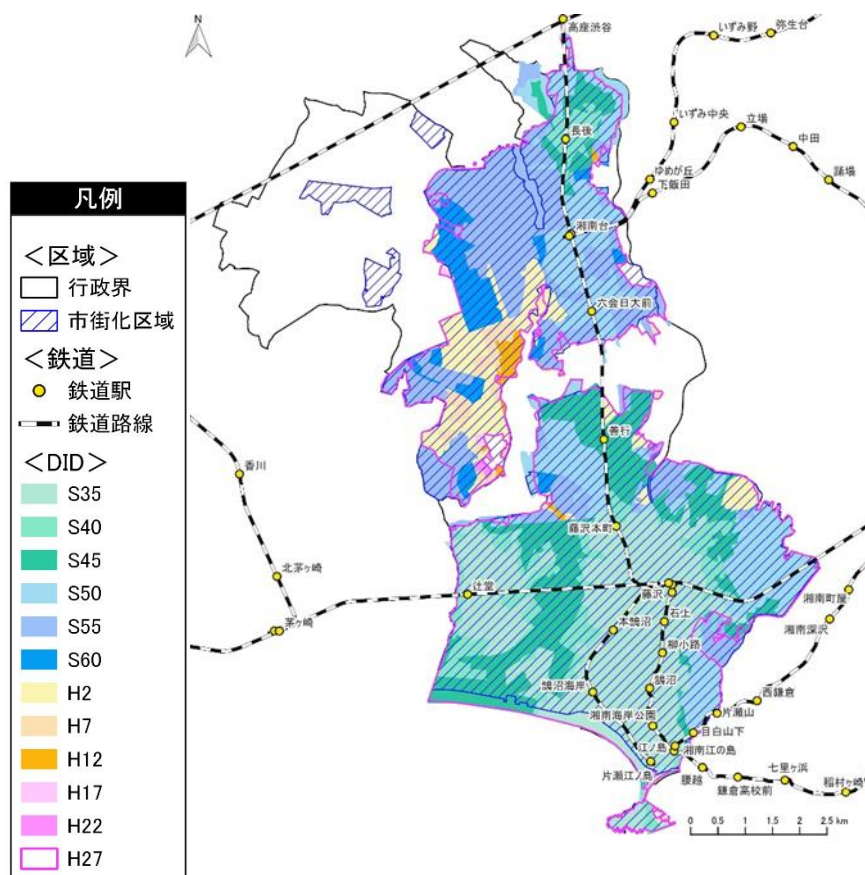 N
高座渋谷
いずみ野
弥生台
長後
いずみ中央
立場
中田
踊場
ゆめが丘
下飯田
湘南台
六会日大前
凡例
＜区域＞
行政界
市街化区域
＜鉄道＞
鉄道駅
鉄道路線
＜DID＞
S35
S40
S45
S50
S55
S60
H2
H7
H12
H17
H22
H27
善行
香川
藤沢本町
北茅ヶ崎
辻堂
藤沢
湘南町屋
石上
茅ヶ崎
本鵠沼
湘南深沢
柳小路
鵠沼
鵠沼海岸
西鎌倉
湘南海岸公園
片瀬山
目白山下
江ノ島
湘南江の島
片瀬江ノ島
腰越
七里ヶ浜
鎌倉高校前
稲村ヶ崎
0 0.5 1 1.5 2 2.5 km